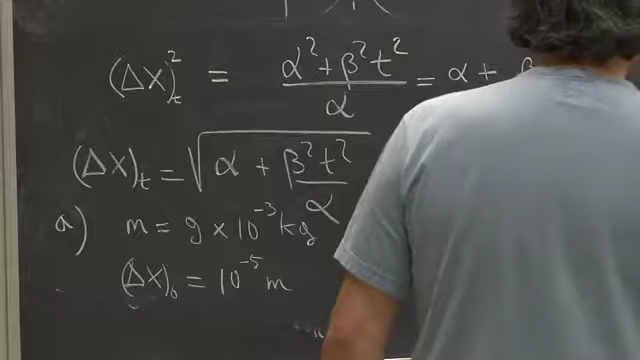 (ΔX)²_t = (α² + β²t²)/α = α + β
(ΔX)_t = √(α + β²t²/α)
a) m = 9 × 10⁻³ kg
(ΔX)₀ = 10⁻⁵ m